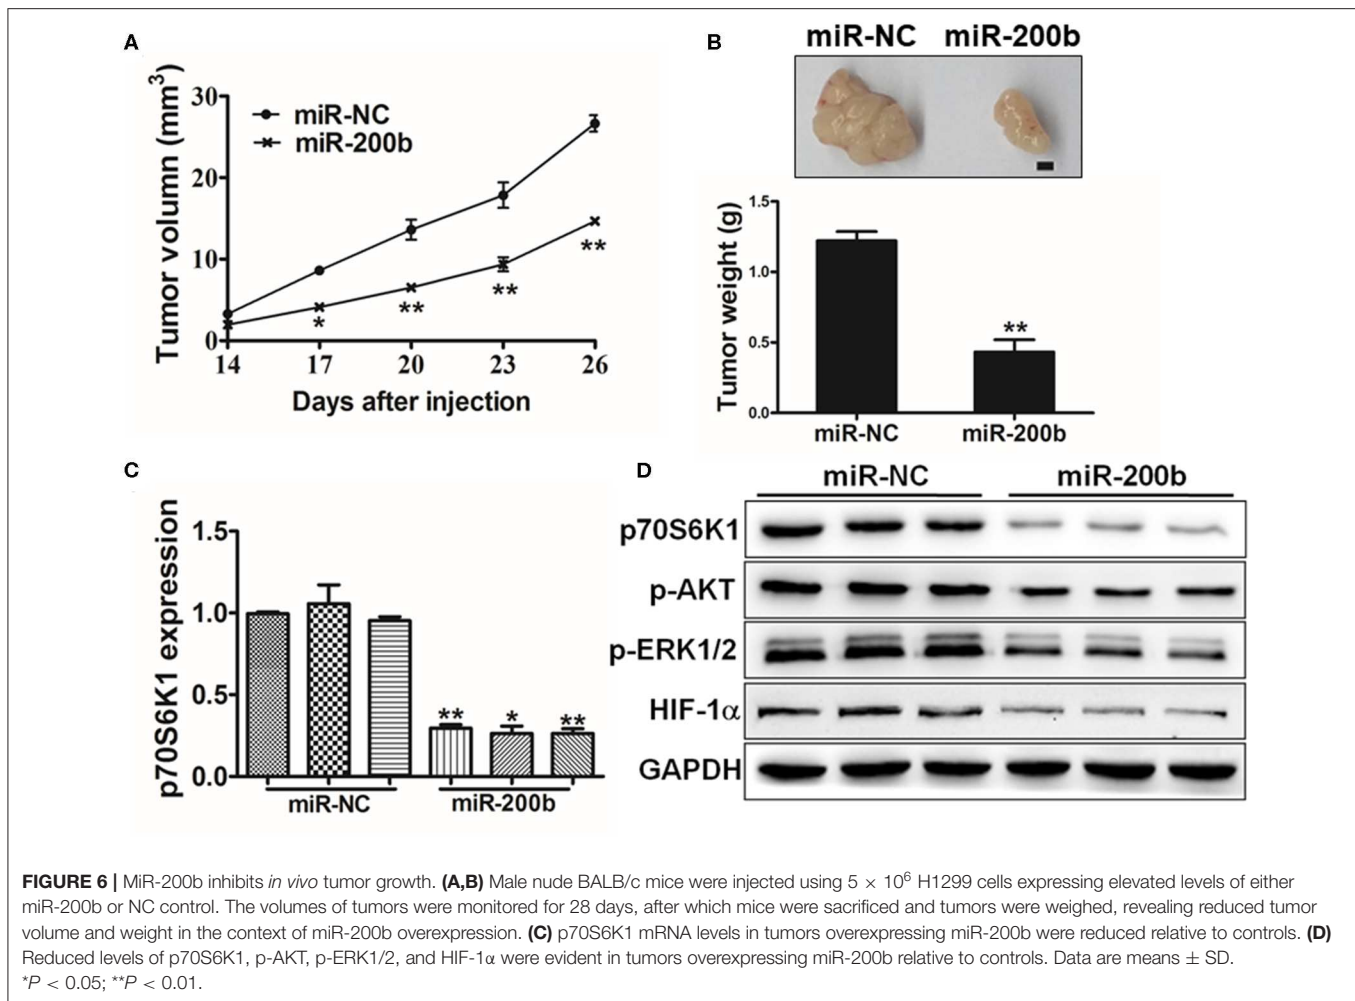 A
Tumor volumn (mm³)
30
20
10
0
miR-NC
miR-200b
*
**
**
**
14 17 20 23 26
Days after injection
B
miR-NC miR-200b
Tumor weight (g)
1.5
1.0
0.5
0.0
**
miR-NC miR-200b
C
p70S6K1 expression
1.5
1.0
0.5
0.0
** * **
miR-NC miR-200b
D
miR-NC miR-200b
p70S6K1
p-AKT
p-ERK1/2
HIF-1α
GAPDH
FIGURE 6 | MiR-200b inhibits in vivo tumor growth. (A,B) Male nude BALB/c mice were injected using 5 × 10⁶ H1299 cells expressing elevated levels of either
miR-200b or NC control. The volumes of tumors were monitored for 28 days, after which mice were sacrificed and tumors were weighed, revealing reduced tumor
volume and weight in the context of miR-200b overexpression. (C) p70S6K1 mRNA levels in tumors overexpressing miR-200b were reduced relative to controls. (D)
Reduced levels of p70S6K1, p-AKT, p-ERK1/2, and HIF-1α were evident in tumors overexpressing miR-200b relative to controls. Data are means ± SD.
*P < 0.05; **P < 0.01.